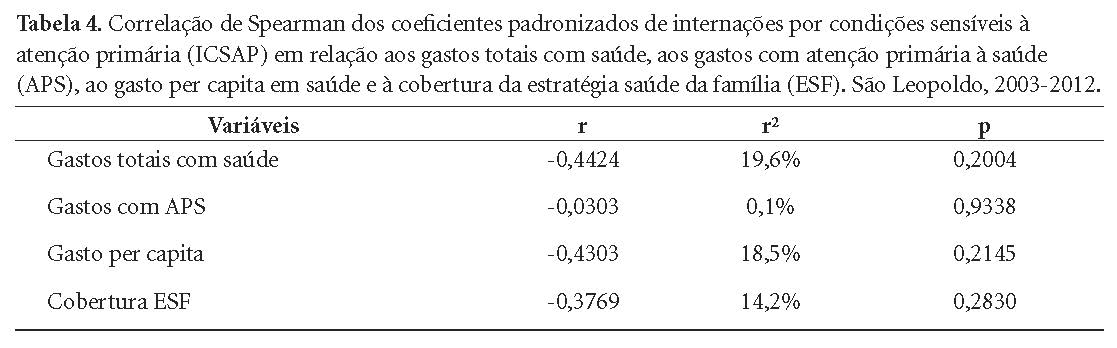 Tabela 4. Correlação de Spearman dos coeficientes padronizados de internações por condições sensíveis à
atenção primária (ICSAP) em relação aos gastos totais com saúde, aos gastos com atenção primária à saúde
(APS), ao gasto per capita em saúde e à cobertura da estratégia saúde da família (ESF). São Leopoldo, 2003-2012.
Variáveis r r² p
Gastos totais com saúde -0,4424 19,6% 0,2004
Gastos com APS -0,0303 0,1% 0,9338
Gasto per capita -0,4303 18,5% 0,2145
Cobertura ESF -0,3769 14,2% 0,2830